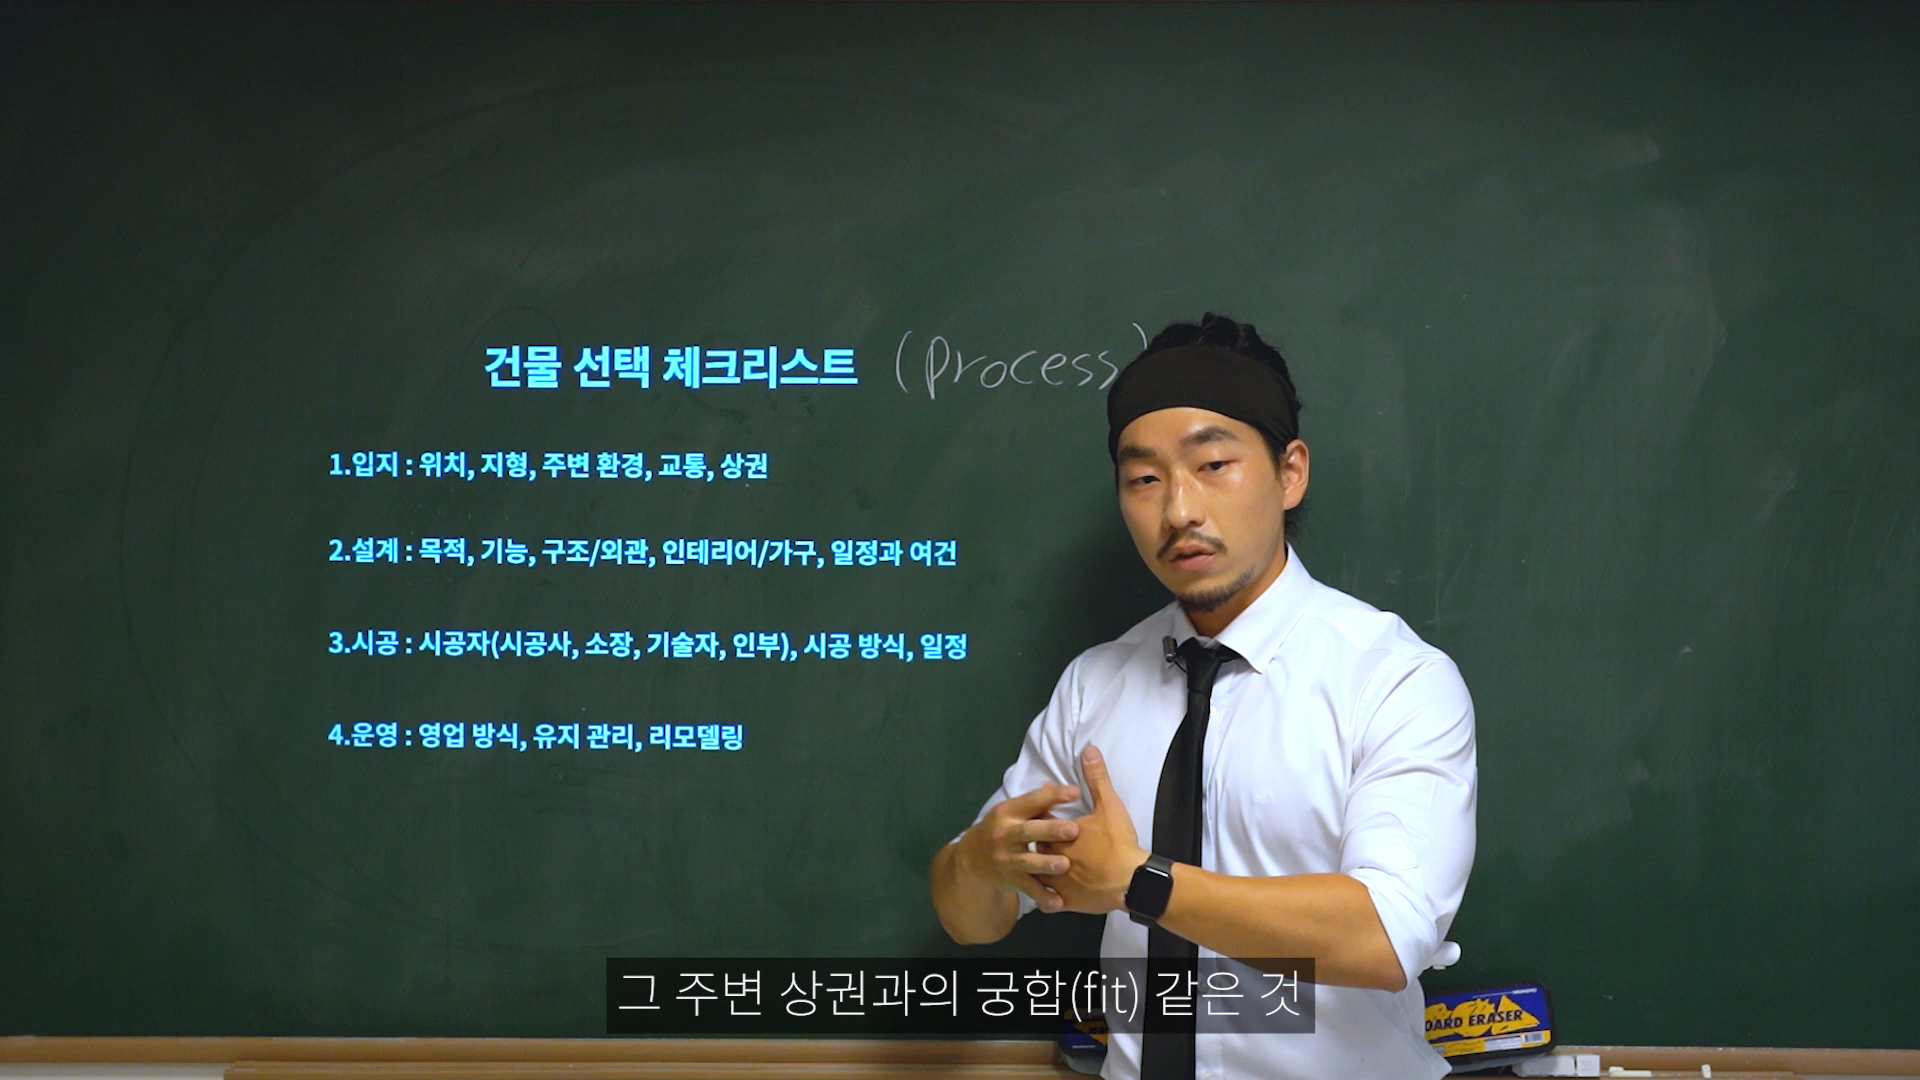 건물 선택 체크리스트 (process)
1.입지 : 위치, 지형, 주변 환경, 교통, 상권
2.설계 : 목적, 기능, 구조/외관, 인테리어/가구, 일정과 여건
3.시공 : 시공자(시공사, 소장, 기술자, 인부), 시공 방식, 일정
4.운영 : 영업 방식, 유지 관리, 리모델링
그 주변 상권과의 궁합(fit) 같은 것
ERASER